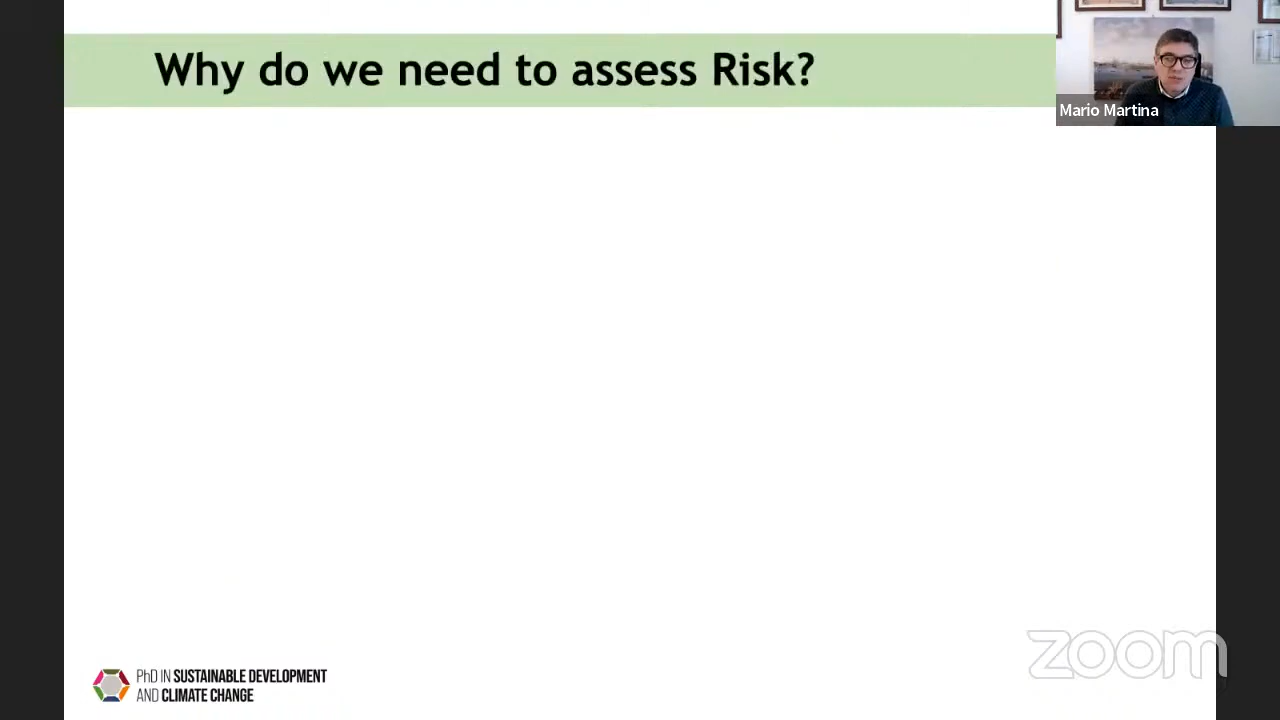 Why do we need to assess Risk?
Mario Martina
zoom
PhD IN SUSTAINABLE DEVELOPMENT
AND CLIMATE CHANGE